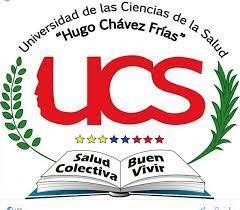 Universidad de las Ciencias de la Salud
"Hugo Chávez Frías"
UCS
Salud Colectiva
Buen Vivir